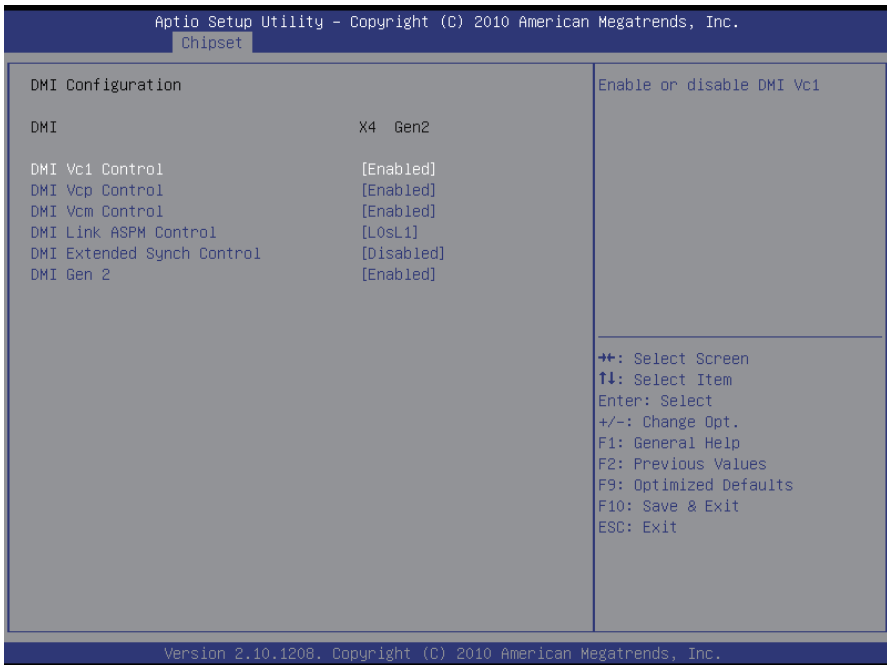 Aptio Setup Utility – Copyright (C) 2010 American Megatrends, Inc.
Chipset
DMI Configuration
DMI X4 Gen2
DMI Vc1 Control [Enabled]
DMI Vcp Control [Enabled]
DMI Vcm Control [Enabled]
DMI Link ASPM Control [L0sL1]
DMI Extended Synch Control [Disabled]
DMI Gen 2 [Enabled]
Enable or disable DMI Vc1
→←: Select Screen
↑↓: Select Item
Enter: Select
+/-: Change Opt.
F1: General Help
F2: Previous Values
F9: Optimized Defaults
F10: Save & Exit
ESC: Exit
Version 2.10.1208. Copyright (C) 2010 American Megatrends, Inc.